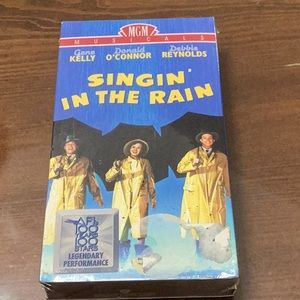 MGM
MUSICALS
Gene
KELLY
Donald
O'CONNOR
Debbie
REYNOLDS
SINGIN'
IN THE RAIN
AFI's
100
YEARS
100
STARS
LEGENDARY
PERFORMANCE